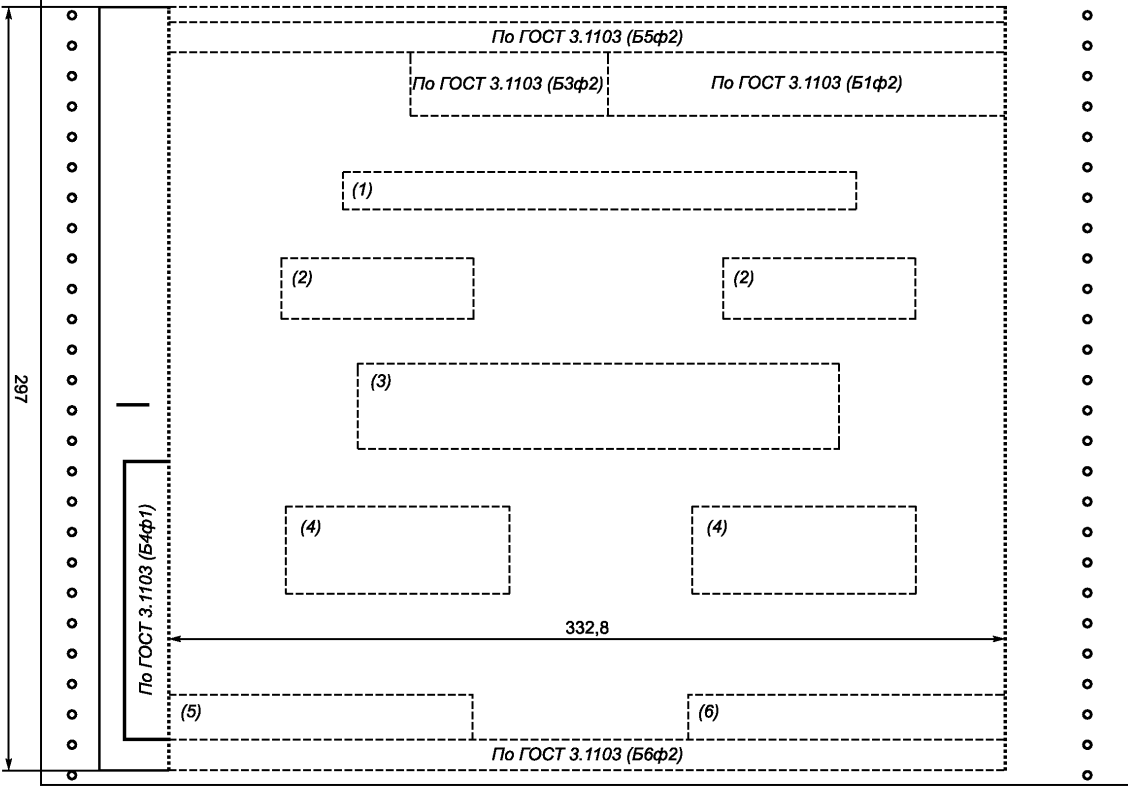 По ГОСТ 3.1103 (Б5ф2)
По ГОСТ 3.1103 (Б3ф2)
По ГОСТ 3.1103 (Б1ф2)
(1)
(2)
(2)
(3)
297
(4)
(4)
По ГОСТ 3.1103 (Б4ф1)
332,8
(5)
(6)
По ГОСТ 3.1103 (Б6ф2)